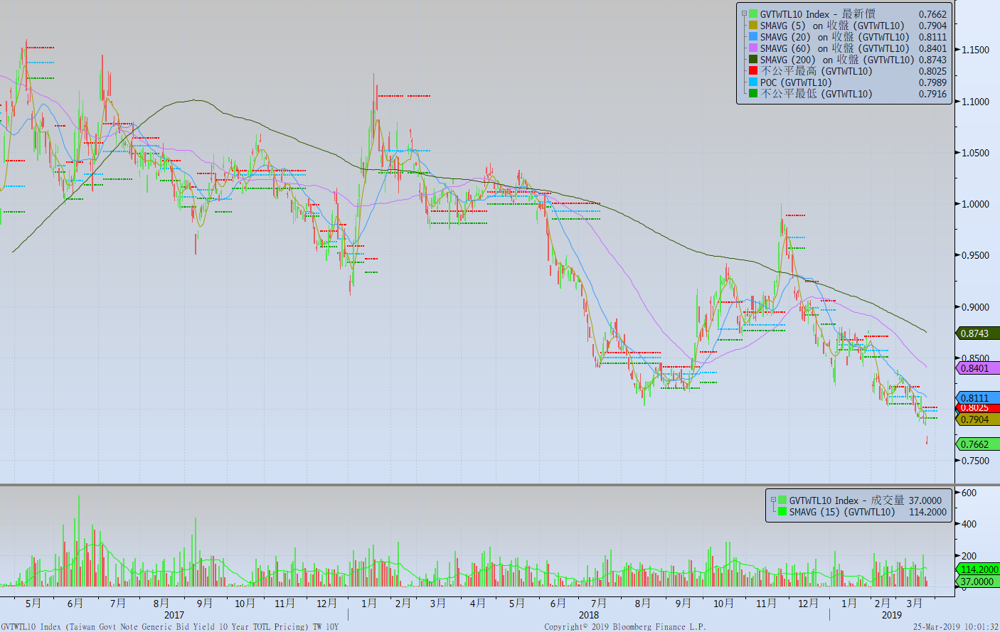 GVTWTL10 Index - 最新價 0.7662
SMAVG (5) on 收盤 (GVTWTL10) 0.7904
SMAVG (20) on 收盤 (GVTWTL10) 0.8111
SMAVG (60) on 收盤 (GVTWTL10) 0.8401
SMAVG (200) on 收盤 (GVTWTL10) 0.8743
不公平最高 (GVTWTL10) 0.8025
POC (GVTWTL10) 0.7989
不公平最低 (GVTWTL10) 0.7916
1.1500
1.1000
1.0500
1.0000
0.9500
0.9000
0.8743
0.8500
0.8401
0.8111
0.8025
0.7904
0.7662
0.7500
GVTWTL10 Index - 成交量 37.0000
SMAVG (15) (GVTWTL10) 114.2000
600
400
200
114.2000
37.0000
0
5月 6月 7月 8月 9月 10月 11月 12月 1月 2月 3月 4月 5月 6月 7月 8月 9月 10月 11月 12月 1月 2月 3月
2017 2018 2019
GVTWTL10 Index (Taiwan Govt Note Generic Bid Yield 10 Year TOTL Pricing) TW 10Y Copyright© 2019 Bloomberg Finance L.P. 25-Mar-2019 10:01:32